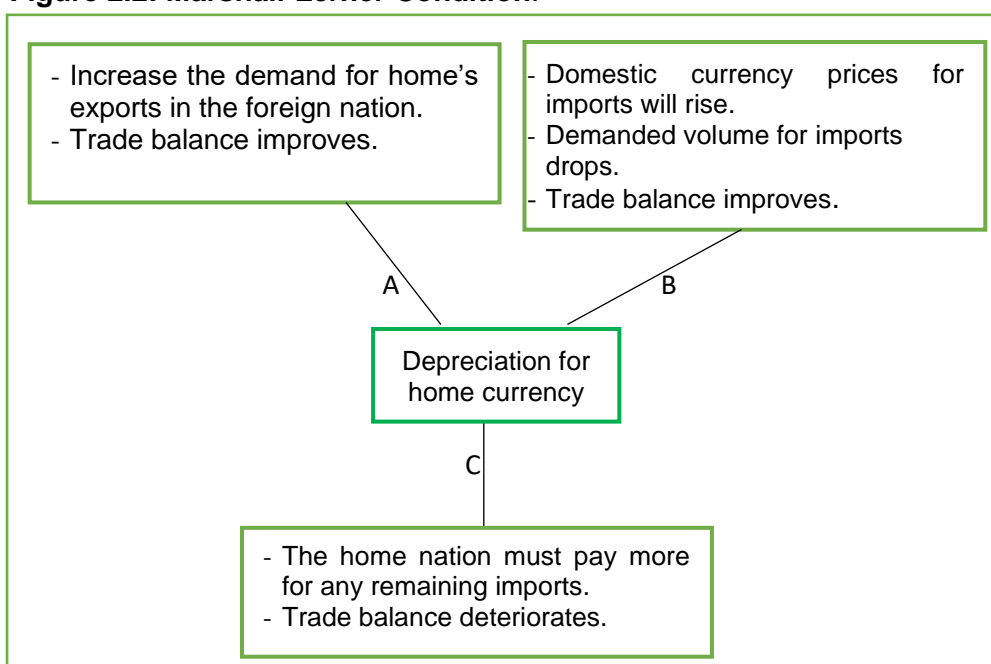 Figure 2.2: Marshall-Lerner Condition.
- Increase the demand for home's
exports in the foreign nation.
- Trade balance improves.
- Domestic currency prices for
imports will rise.
- Demanded volume for imports
drops.
- Trade balance improves.
A
B
Depreciation for
home currency
C
- The home nation must pay more
for any remaining imports.
- Trade balance deteriorates.